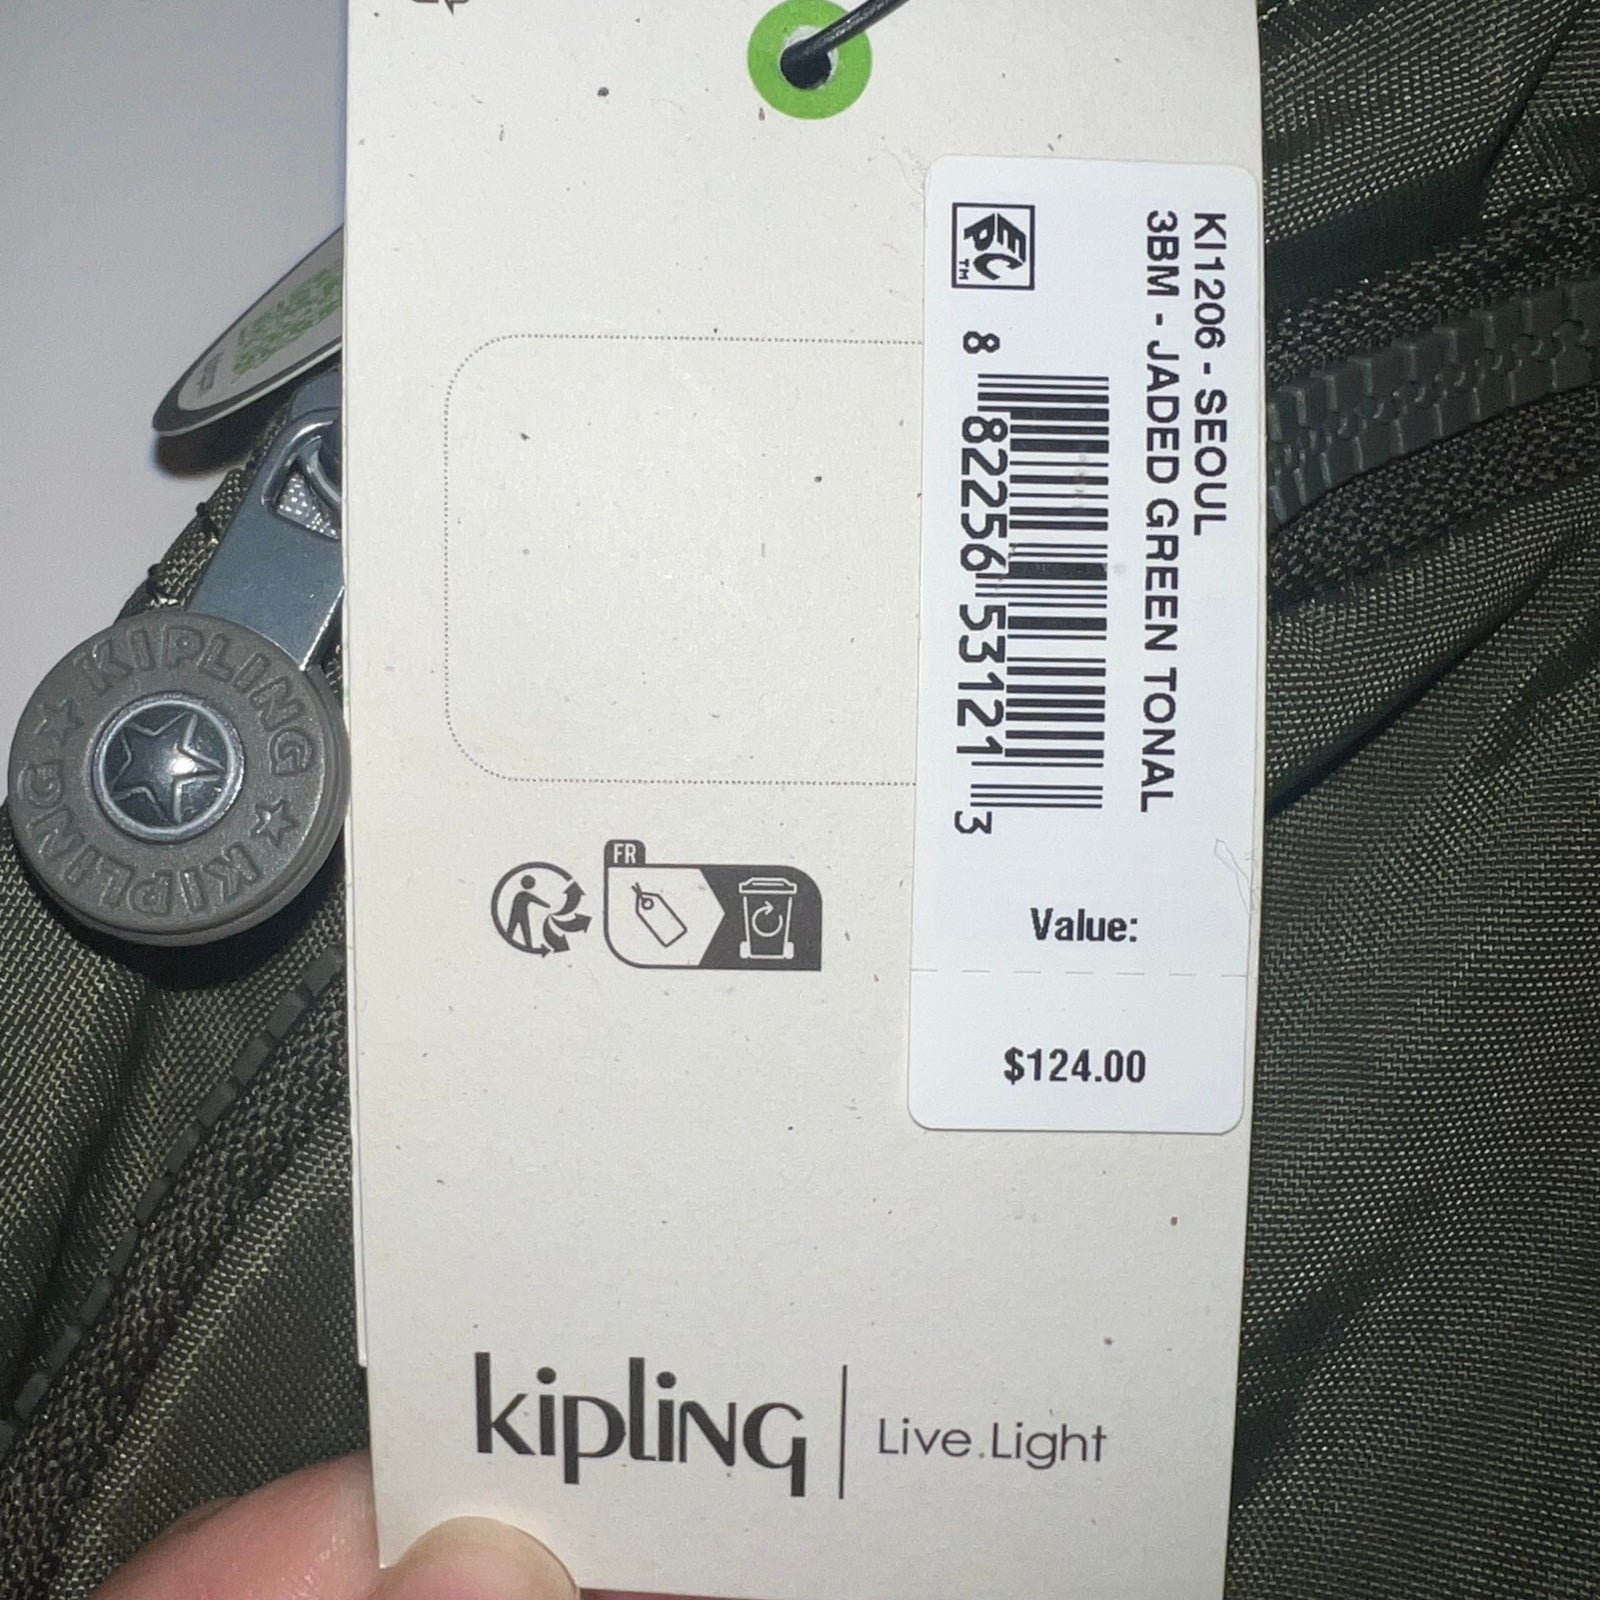 KI1206 - SEOUL
3BM - JADED GREEN TONAL
EPC™
8 82256 53121 3
Value:
$124.00
FR
kipling | Live.Light
KIPLING KIPLING